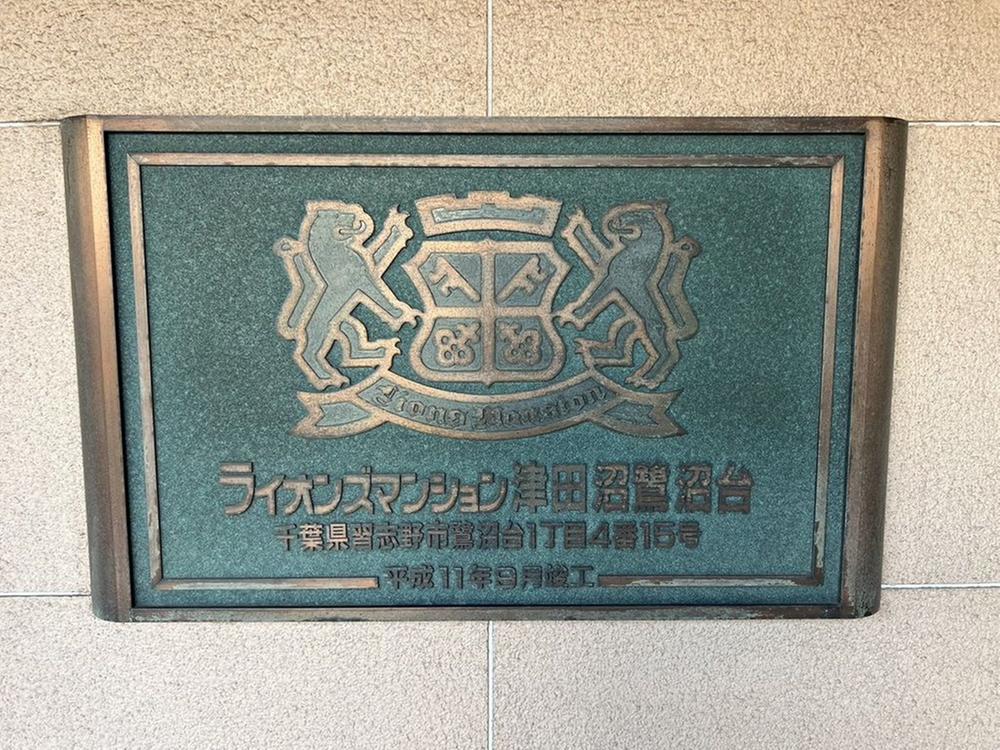 Lions Mansion
ライオンズマンション津田沼鷺沼台
千葉県習志野市鷺沼台1丁目4番15号
平成11年9月竣工